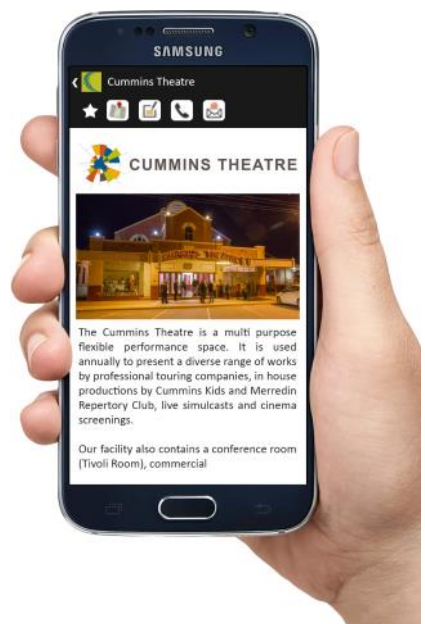 SAMSUNG
Cummins Theatre
CUMMINS THEATRE
The Cummins Theatre is a multi purpose
flexible performance space. It is used
annually to present a diverse range of works
by professional touring companies, in house
productions by Cummins Kids and Merredin
Repertory Club, live simulcasts and cinema
screenings.
Our facility also contains a conference room
(Tivoli Room), commercial